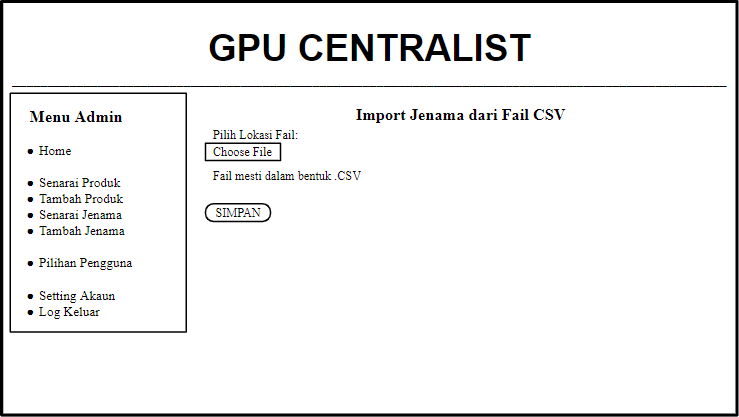 GPU CENTRALIST
Menu Admin
Home
Senarai Produk
Tambah Produk
Senarai Jenama
Tambah Jenama
Pilihan Pengguna
Setting Akaun
Log Keluar
Import Jenama dari Fail CSV
Pilih Lokasi Fail:
Choose File
Fail mesti dalam bentuk .CSV
SIMPAN